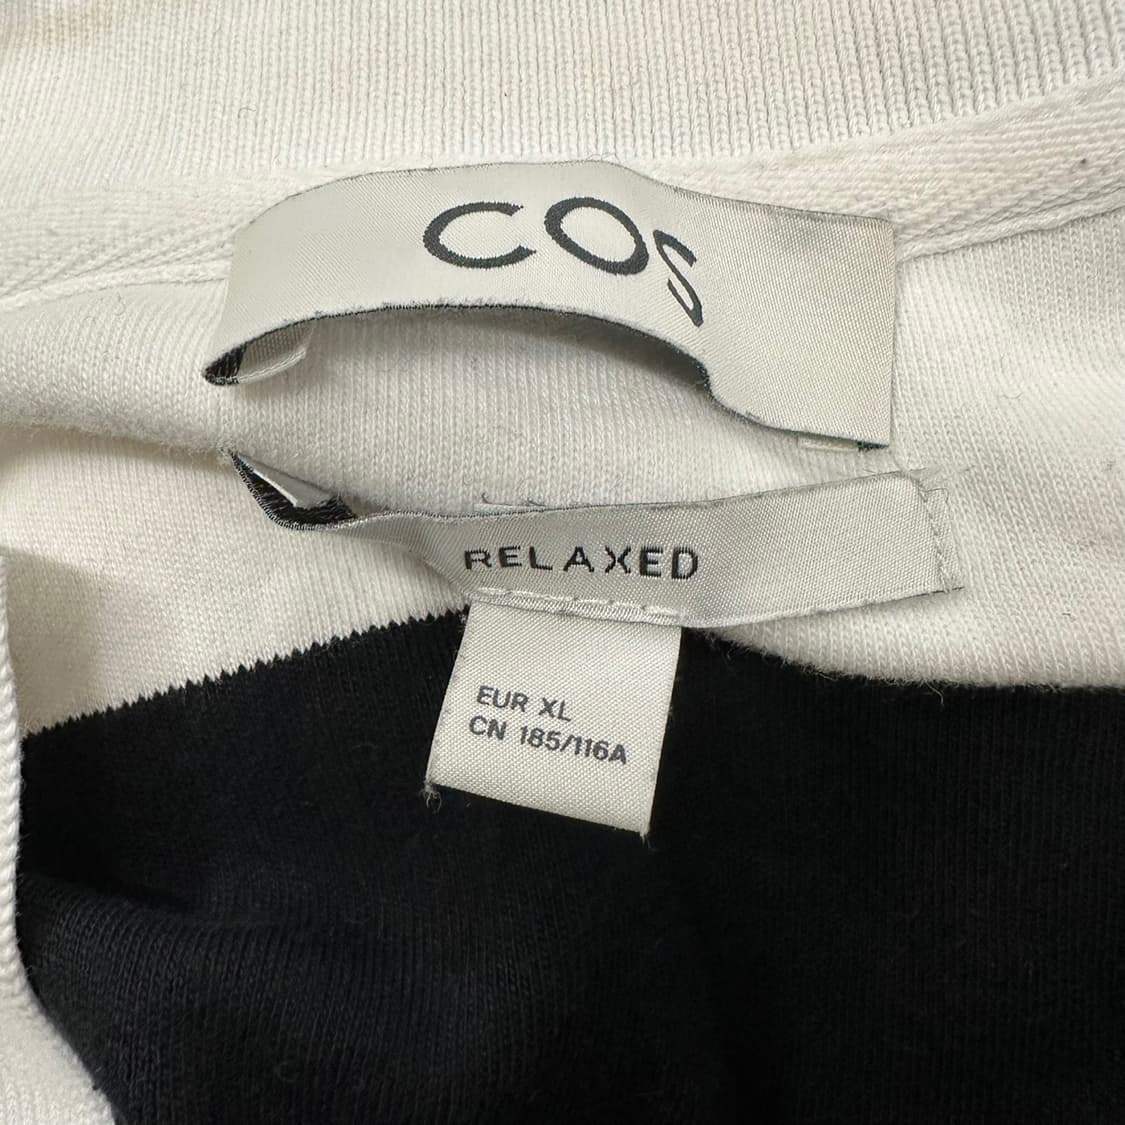 COS
RELAXED
EUR XL
CN 185/116A